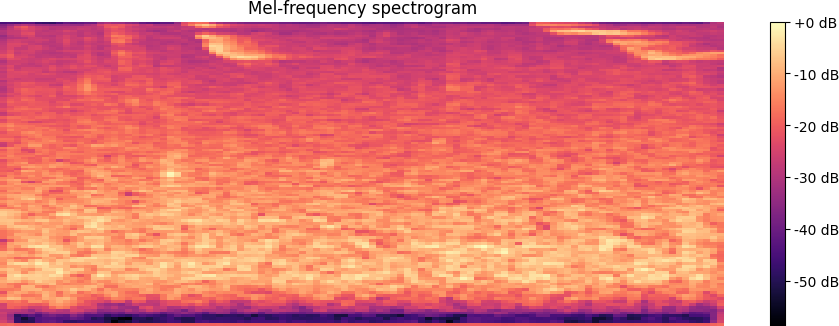 Mel-frequency spectrogram
+0 dB
-10 dB
-20 dB
-30 dB
-40 dB
-50 dB